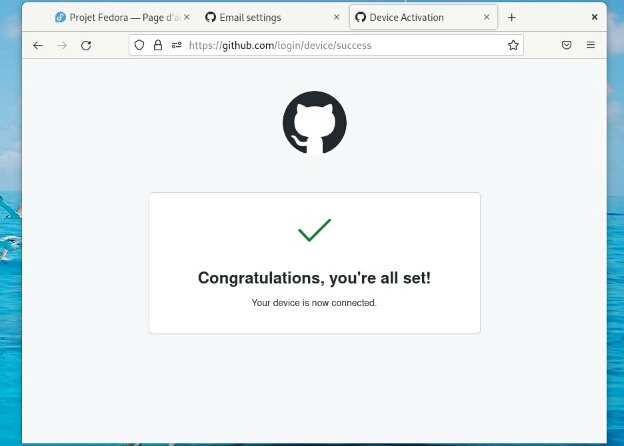 Projet Fedora — Page d'a
Email settings
Device Activation
https://github.com/login/device/success
Congratulations, you're all set!
Your device is now connected.